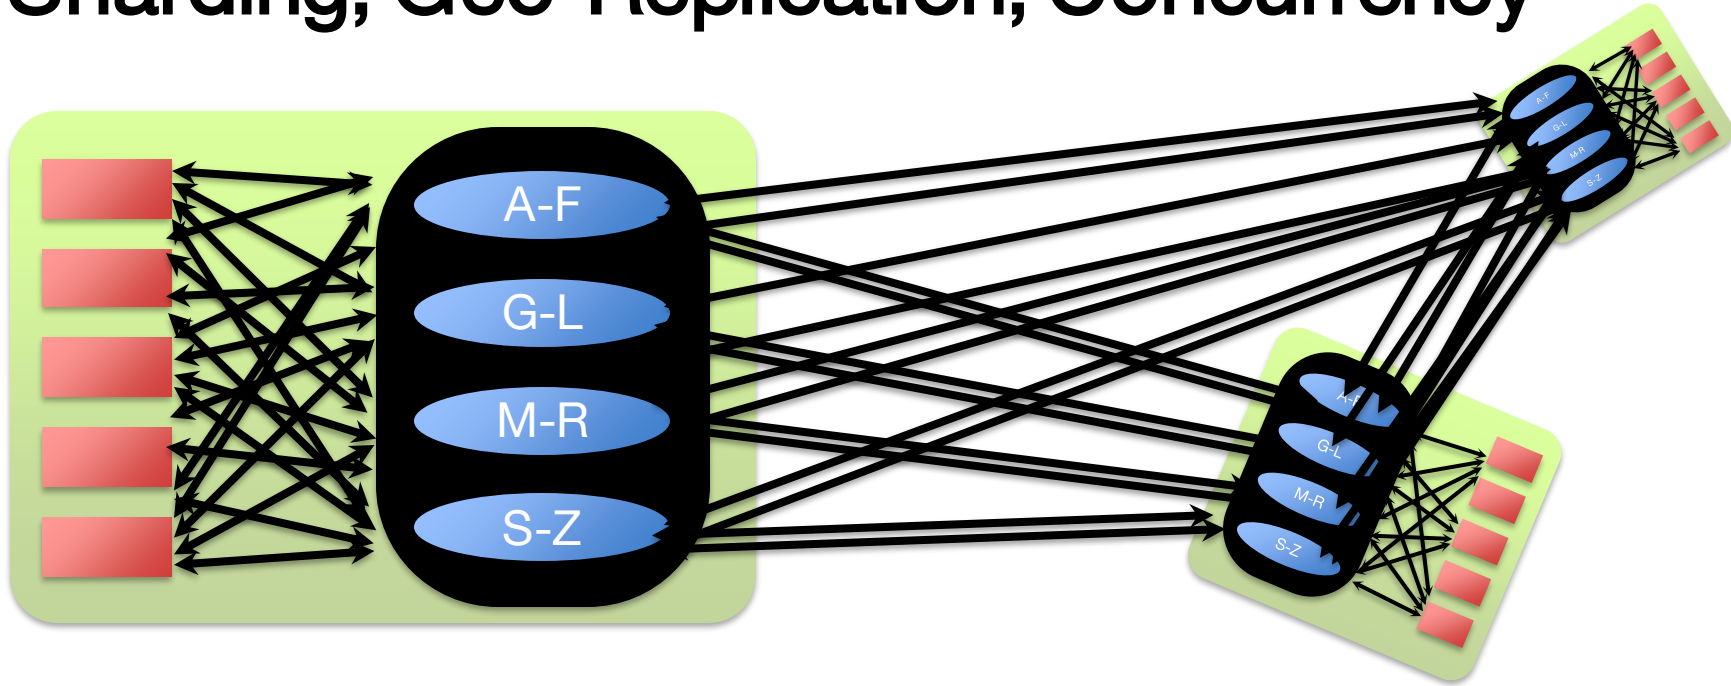 Sharding, Geo-Replication, Concurrency
A-F
G-L
M-R
S-Z
A-F
G-L
M-R
S-Z
A-F
G-L
M-R
S-Z